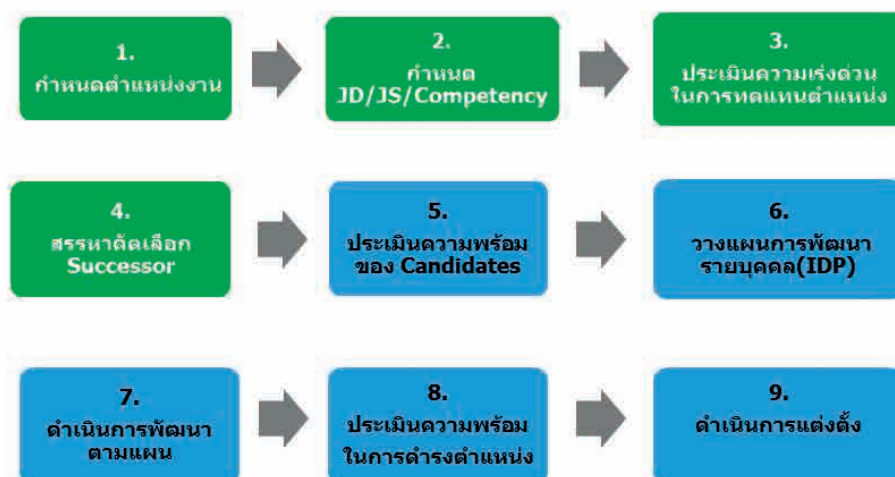 1.
กำหนดตำแหน่งงาน
2.
กำหนด
JD/JS/Competency
3.
ประเมินความเร่งด่วน
ในการทดแทนตำแหน่ง
4.
สรรหาคัดเลือก
Successor
5.
ประเมินความพร้อม
ของ Candidates
6.
วางแผนการพัฒนา
รายบุคคล(IDP)
7.
ดำเนินการพัฒนา
ตามแผน
8.
ประเมินความพร้อม
ในการดำรงตำแหน่ง
9.
ดำเนินการแต่งตั้ง